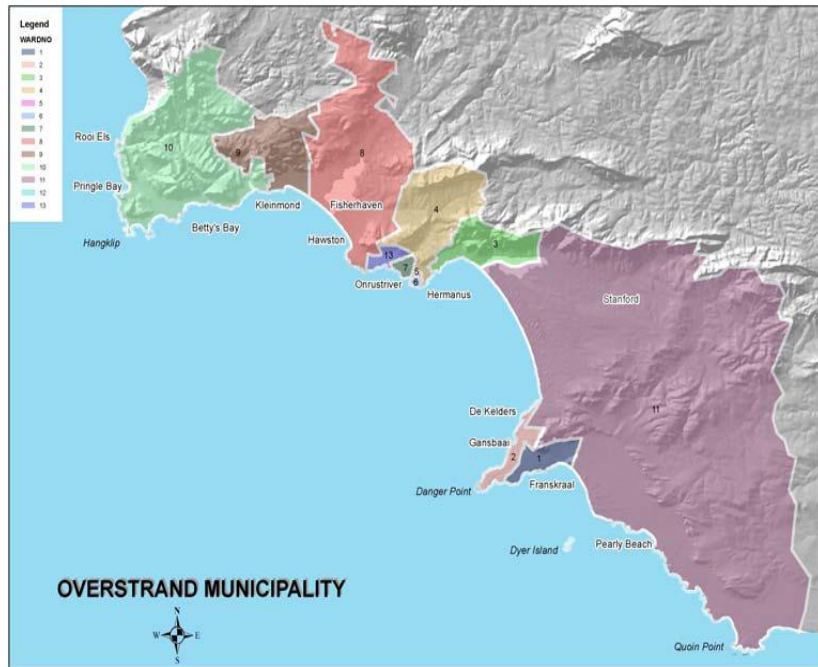 Legend
WARDNO
1
2
3
4
5
6
7
8
9
10
11
12
13
Rooi Els
10
9
8
Pringle Bay
Kleinmond
Fisherhaven
4
Betty's Bay
Hangklip
Hawston
3
13
7
5
6
Onrustriver
Hermanus
Stanford
De Kelders
11
Gansbaai
2
1
Danger Point
Franskraal
Dyer Island
Pearly Beach
OVERSTRAND MUNICIPALITY
N
W
E
S
Quoin Point